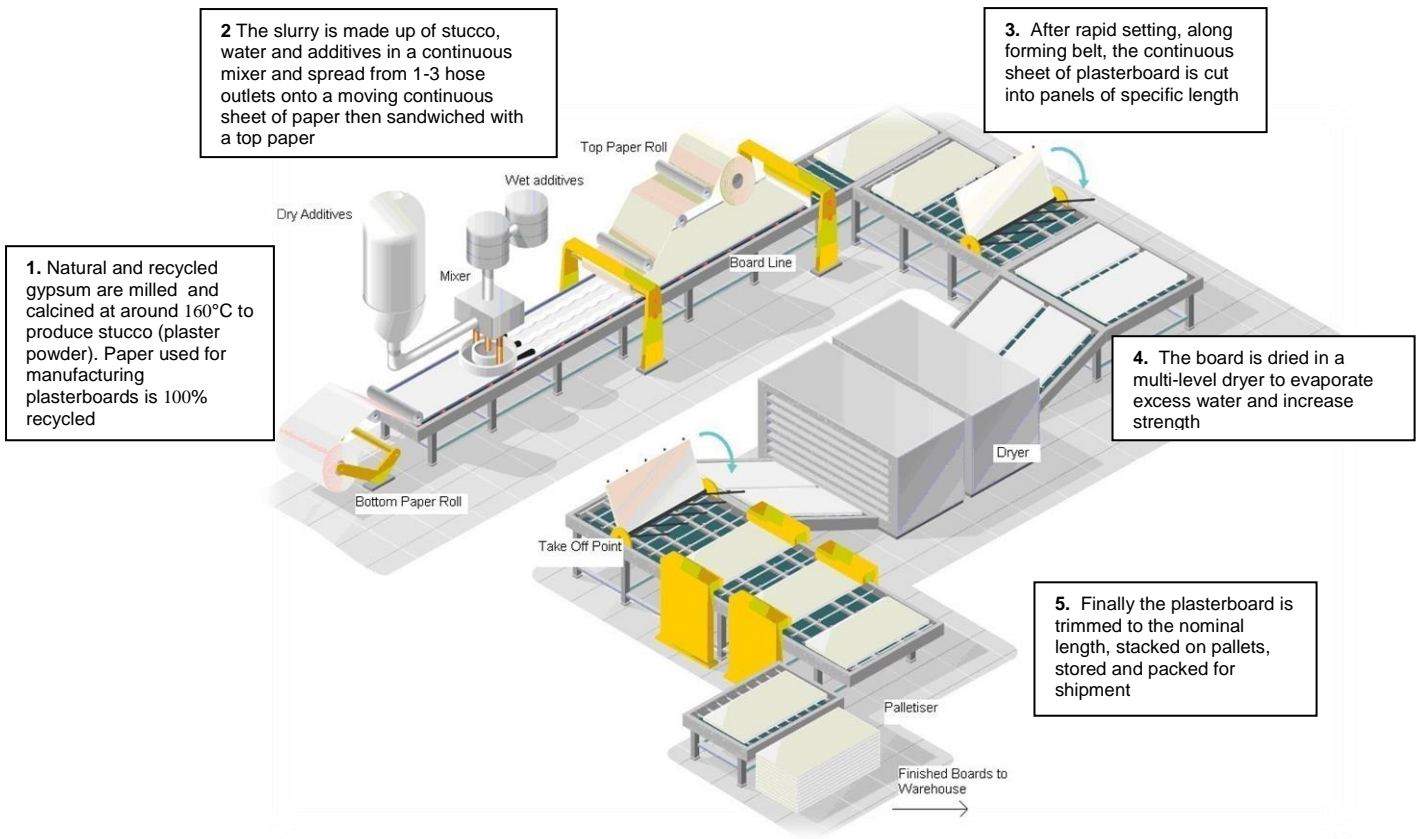 2 The slurry is made up of stucco,
water and additives in a continuous
mixer and spread from 1-3 hose
outlets onto a moving continuous
sheet of paper then sandwiched with
a top paper
3. After rapid setting, along
forming belt, the continuous
sheet of plasterboard is cut
into panels of specific length
Top Paper Roll
Wet additives
Dry Additives
Mixer
Board Line
1. Natural and recycled
gypsum are milled and
calcined at around 160°C to
produce stucco (plaster
powder). Paper used for
manufacturing
plasterboards is 100%
recycled
4. The board is dried in a
multi-level dryer to evaporate
excess water and increase
strength
Dryer
Bottom Paper Roll
Take Off Point
5. Finally the plasterboard is
trimmed to the nominal
length, stacked on pallets,
stored and packed for
shipment
Palletiser
Finished Boards to
Warehouse